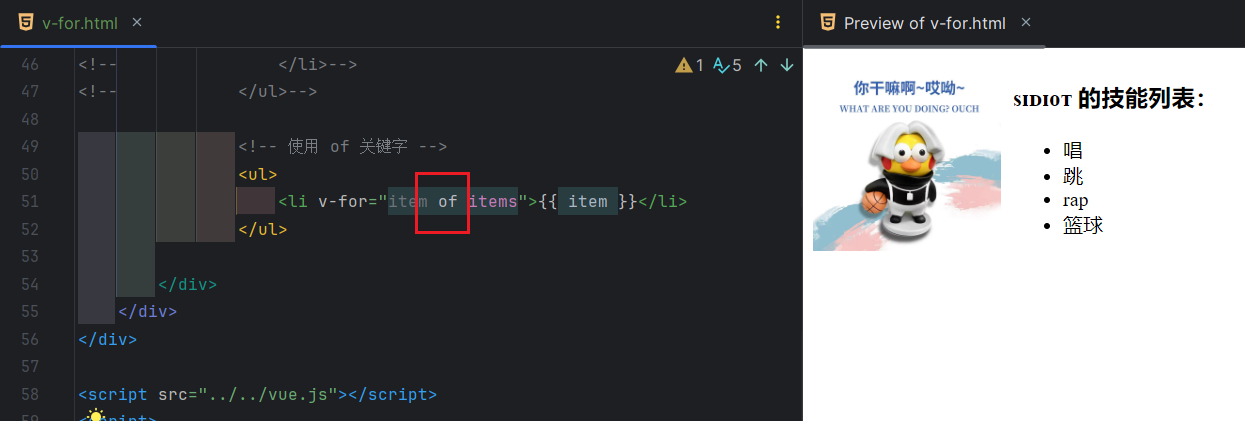 v-for.html
Preview of v-for.html
1 5
46 <!-- </li>-->
47 <!-- </ul>-->
48
49 <!-- 使用 of 关键字 -->
50 <ul>
51 <li v-for="item of items">{{ item }}</li>
52 </ul>
53
54 </div>
55 </div>
56 </div>
57
58 <script src="../../vue.js"></script>
59 <script>
你干嘛啊~哎呦~
WHAT ARE YOU DOING? OUCH
SIDIOT 的技能列表：
唱
跳
rap
篮球